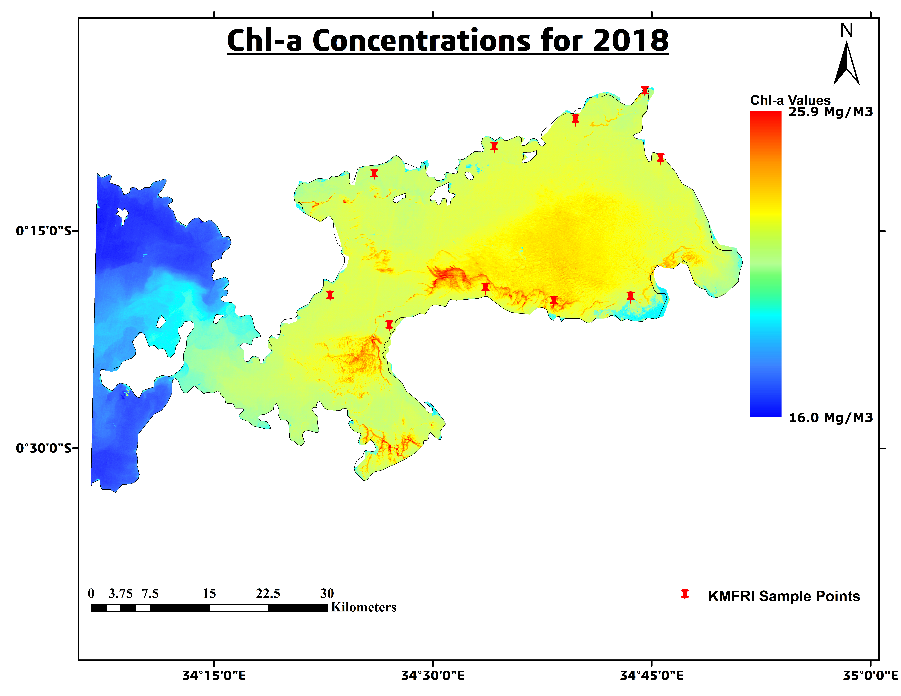 Chl-a Concentrations for 2018
N
Chl-a Values
25.9 Mg/M3
16.0 Mg/M3
0°15'0"S
0°30'0"S
0 3.75 7.5 15 22.5 30
Kilometers
KMFRI Sample Points
34°15'0"E 34°30'0"E 34°45'0"E 35°0'0"E